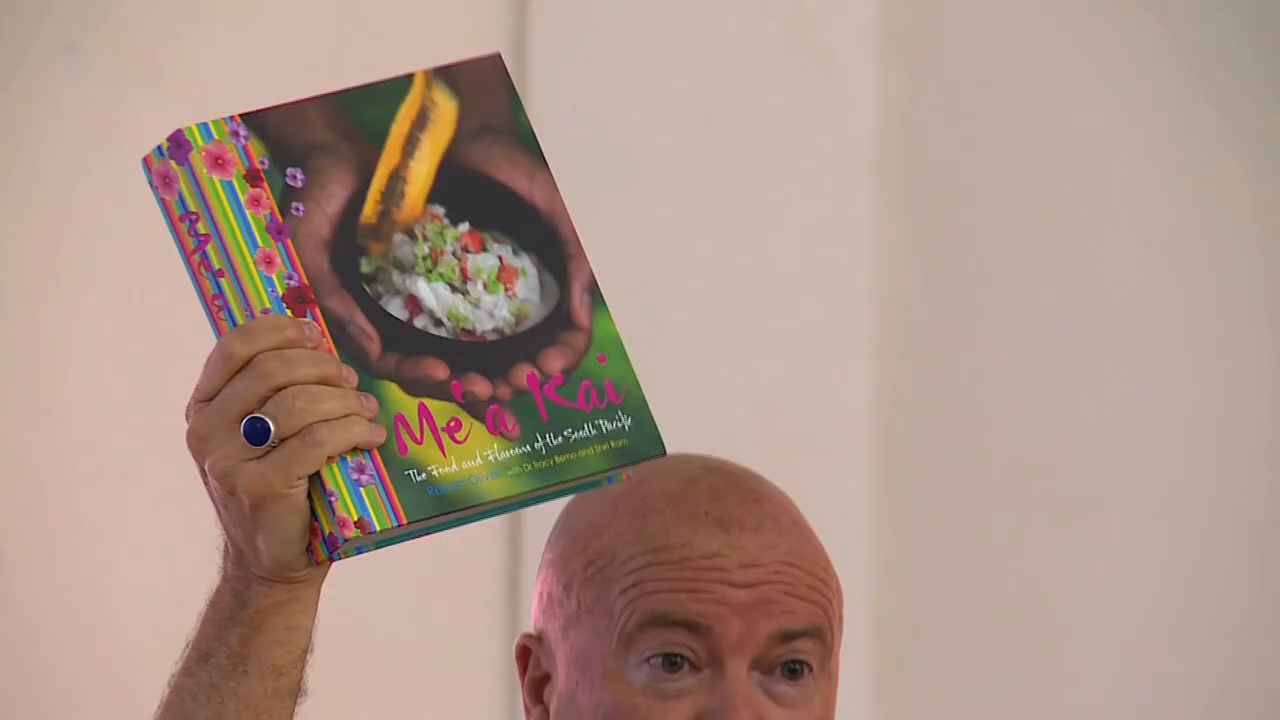 Me'a
Me'a Kai
The Food and Flavours of the South Pacific
Robert Oliver with Dr Tracy Berno and Shiri Ram